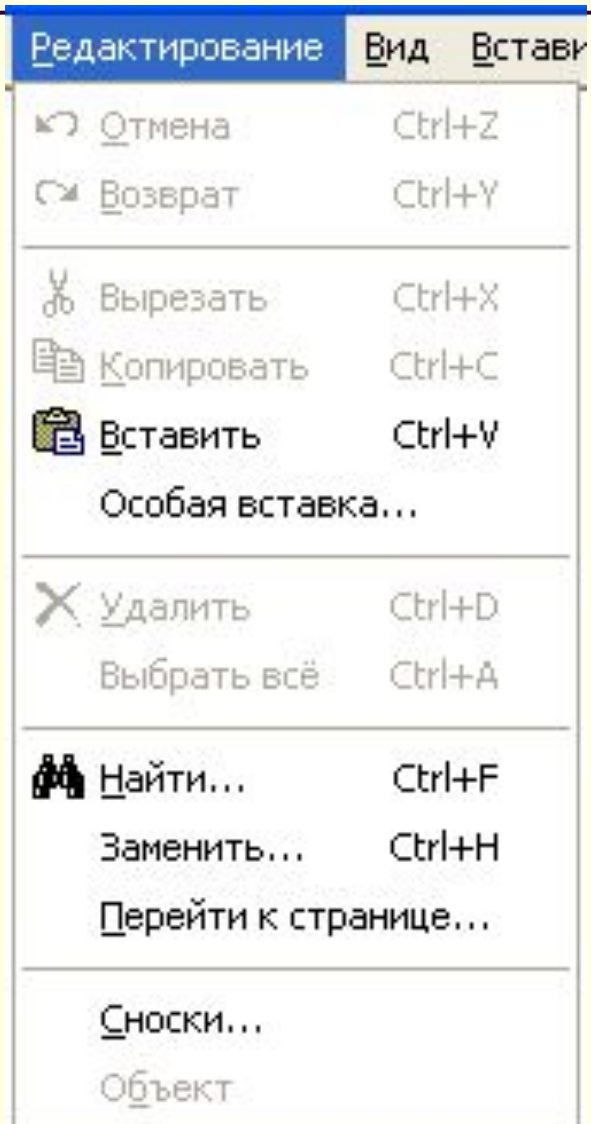 Редактирование Вид
Отмена Ctrl+Z
Возврат Ctrl+Y
Вырезать Ctrl+X
Копировать Ctrl+C
Вставить Ctrl+V
Особая вставка...
Удалить Ctrl+D
Выбрать всё Ctrl+A
Найти... Ctrl+F
Заменить... Ctrl+H
Перейти к странице...
Сноски...
Объект